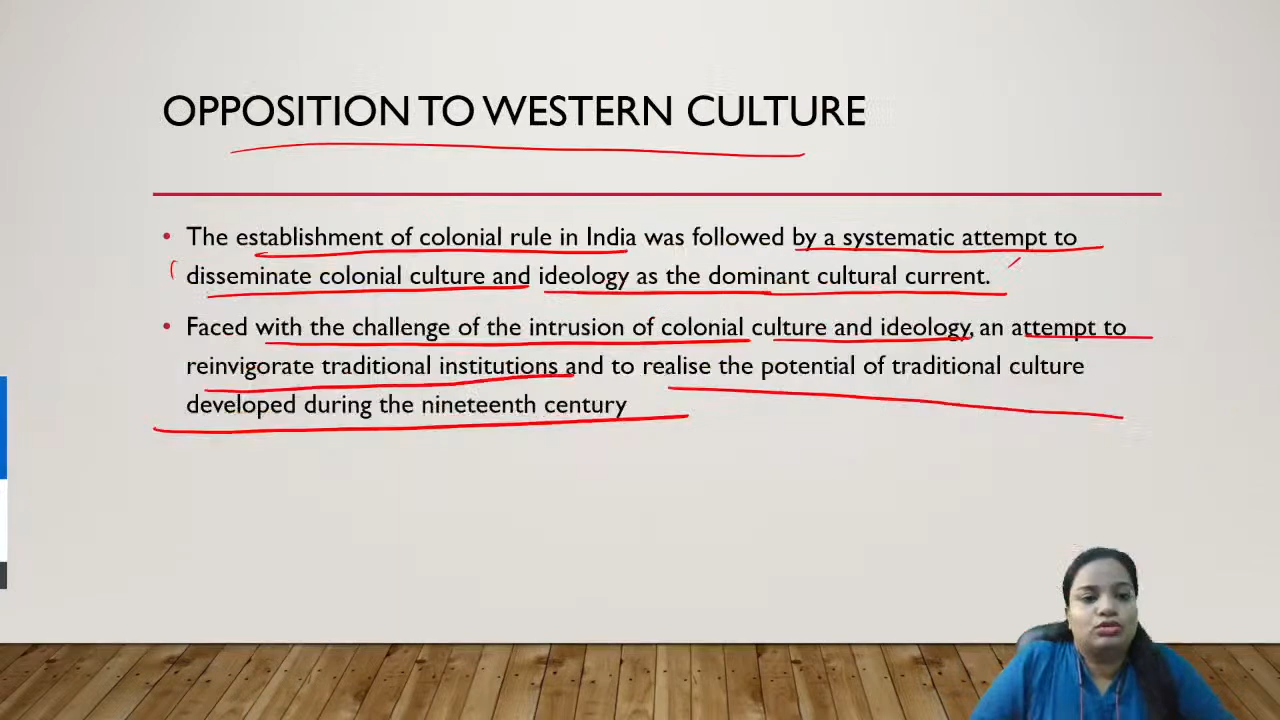 OPPOSITION TO WESTERN CULTURE
• The establishment of colonial rule in India was followed by a systematic attempt to
disseminate colonial culture and ideology as the dominant cultural current.
• Faced with the challenge of the intrusion of colonial culture and ideology, an attempt to
reinvigorate traditional institutions and to realise the potential of traditional culture
developed during the nineteenth century